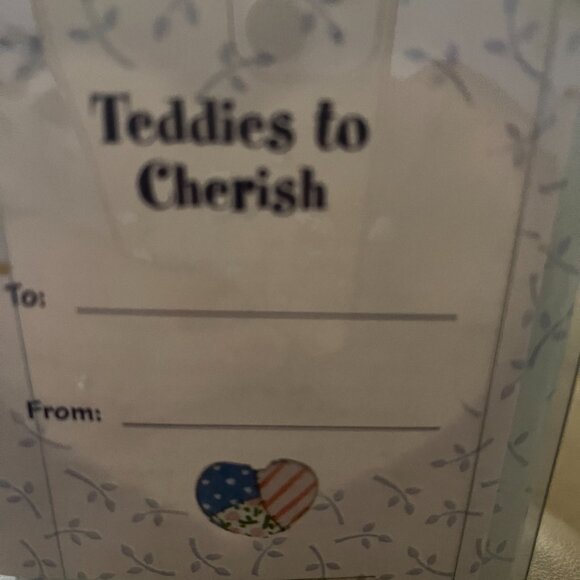 Teddies to
Cherish
To:
From: